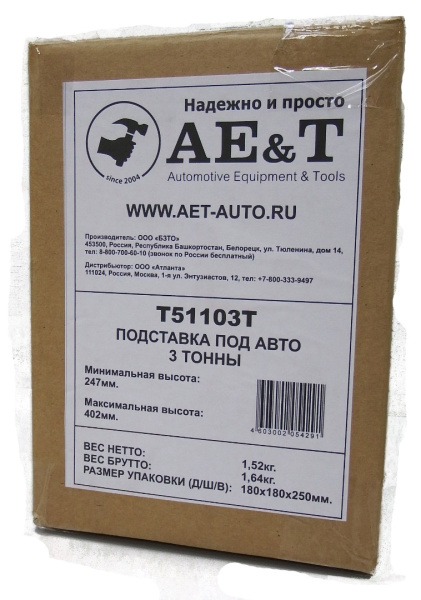 Надежно и просто
AE&T
since 2004
Automotive Equipment & Tools
WWW.AET-AUTO.RU
Производитель: ООО «БЗТО»
453500, Россия, Республика Башкортостан, Белорецк, ул. Тюленина, дом 14,
тел: 8-800-700-60-10 (звонок по России бесплатный)
Дистрибьютор: ООО «Атланта»
111024, Россия, Москва, 1-я ул. Энтузиастов, 12, тел: +7-800-333-9497
T51103T
ПОДСТАВКА ПОД АВТО
3 ТОННЫ
Минимальная высота:
247мм.
Максимальная высота:
402мм.
4603002054291
ВЕС НЕТТО: 1,52кг.
ВЕС БРУТТО: 1,64кг.
РАЗМЕР УПАКОВКИ (Д/Ш/В): 180х180х250мм.